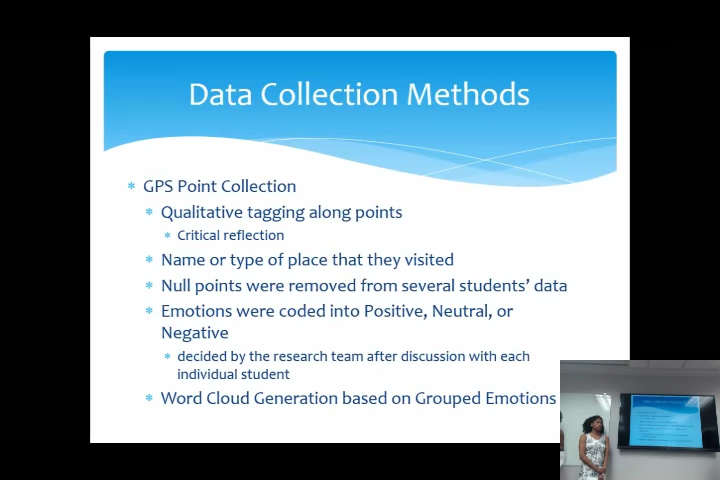 Data Collection Methods
* GPS Point Collection
* Qualitative tagging along points
* Critical reflection
* Name or type of place that they visited
* Null points were removed from several students’ data
* Emotions were coded into Positive, Neutral, or
Negative
* decided by the research team after discussion with each
individual student
* Word Cloud Generation based on Grouped Emotions